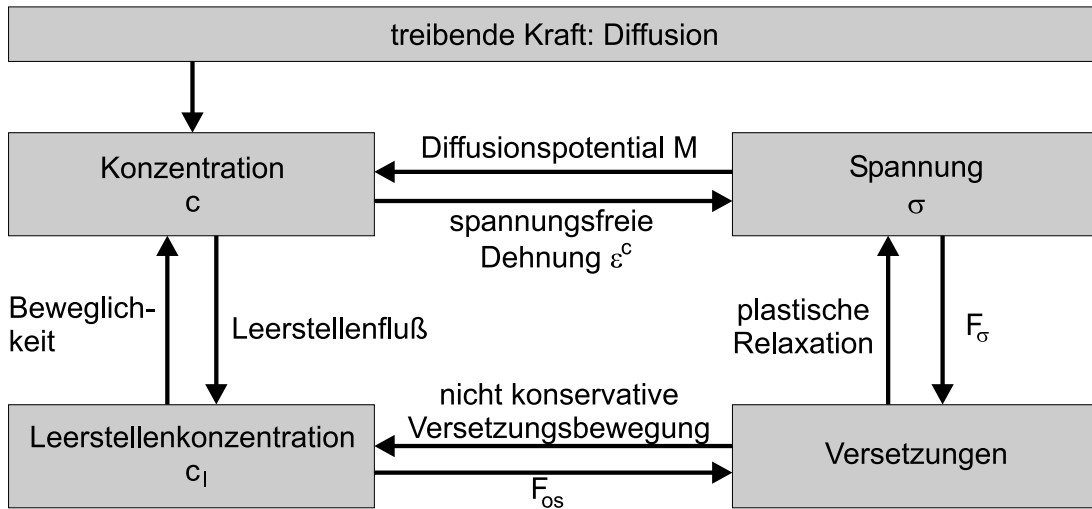 treibende Kraft: Diffusion
Konzentration
c
Diffusionspotential M
spannungsfreie
Dehnung εᶜ
Spannung
σ
Beweglich-
keit
Leerstellenfluß
plastische
Relaxation
F_σ
Leerstellenkonzentration
c_l
nicht konservative
Versetzungsbewegung
F_os
Versetzungen